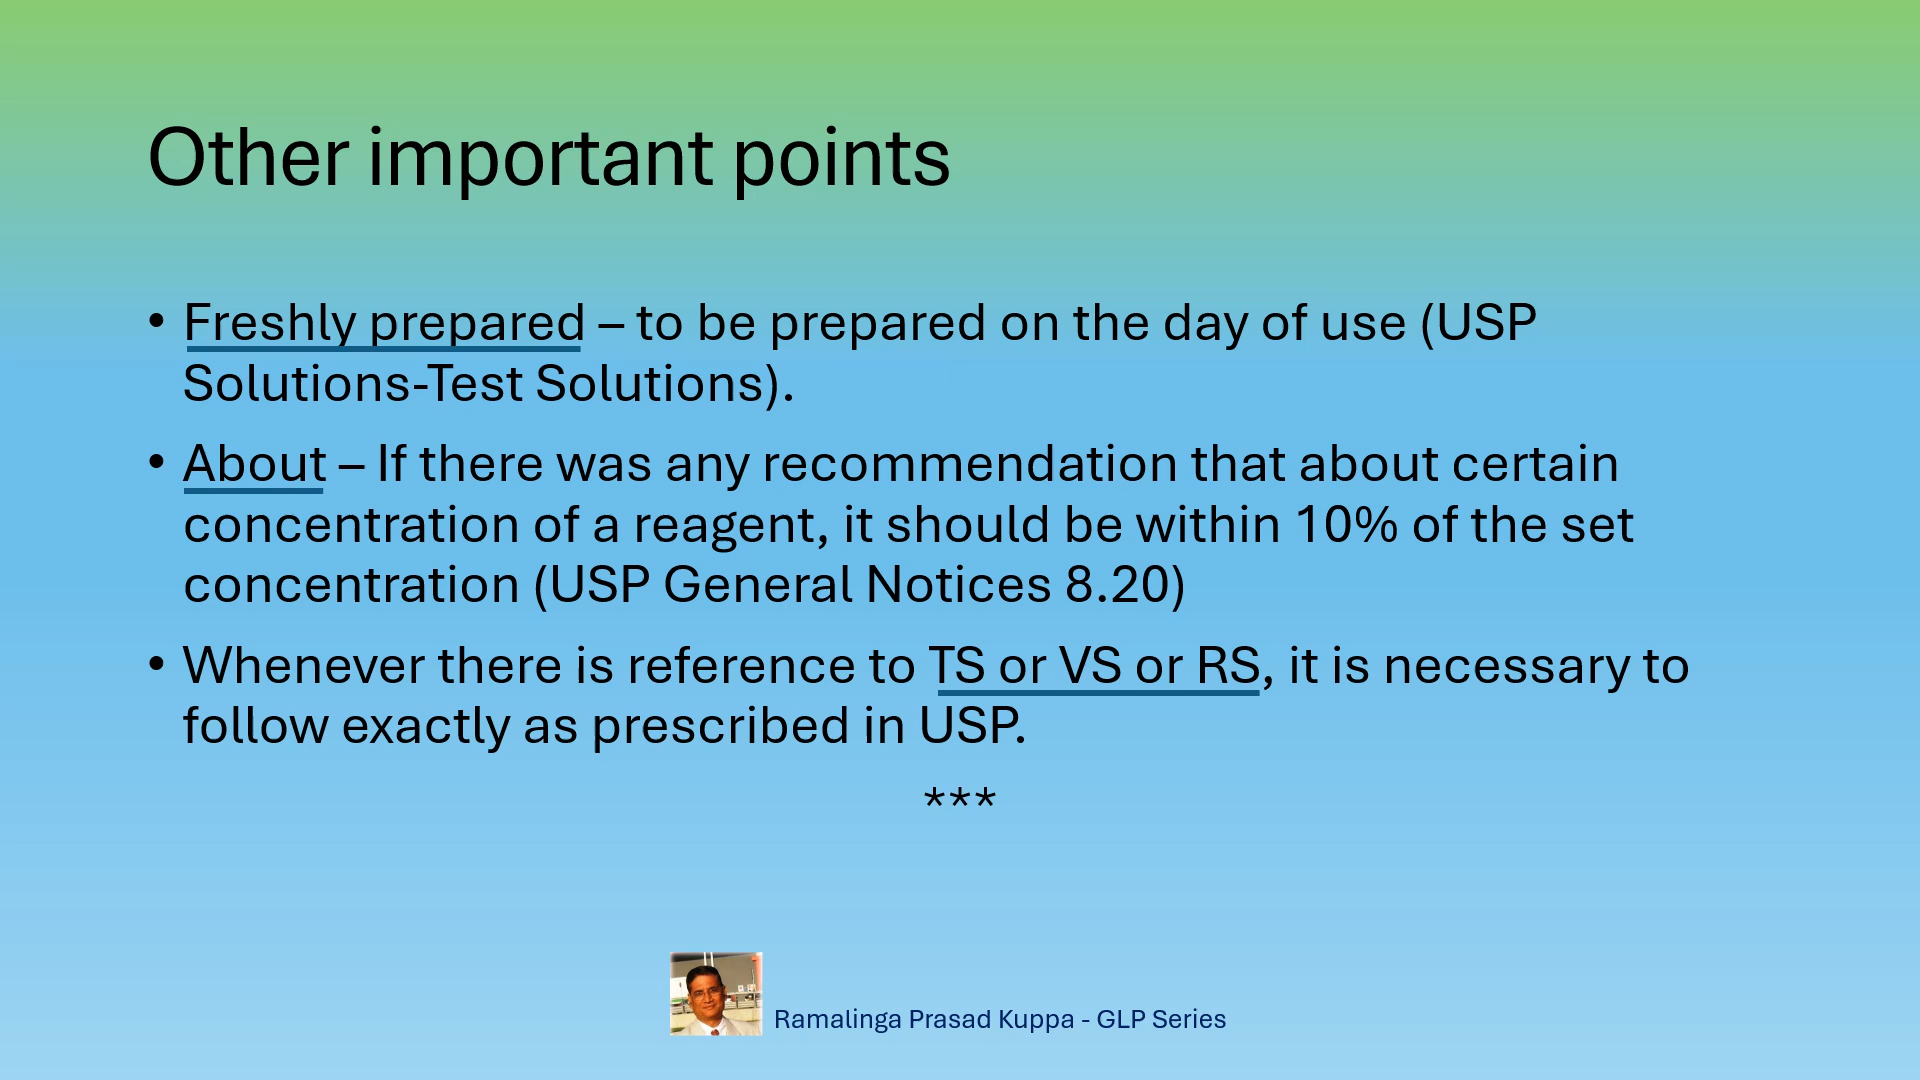 Other important points
• Freshly prepared – to be prepared on the day of use (USP
Solutions-Test Solutions).
• About – If there was any recommendation that about certain
concentration of a reagent, it should be within 10% of the set
concentration (USP General Notices 8.20)
• Whenever there is reference to TS or VS or RS, it is necessary to
follow exactly as prescribed in USP.
***
Ramalinga Prasad Kuppa - GLP Series